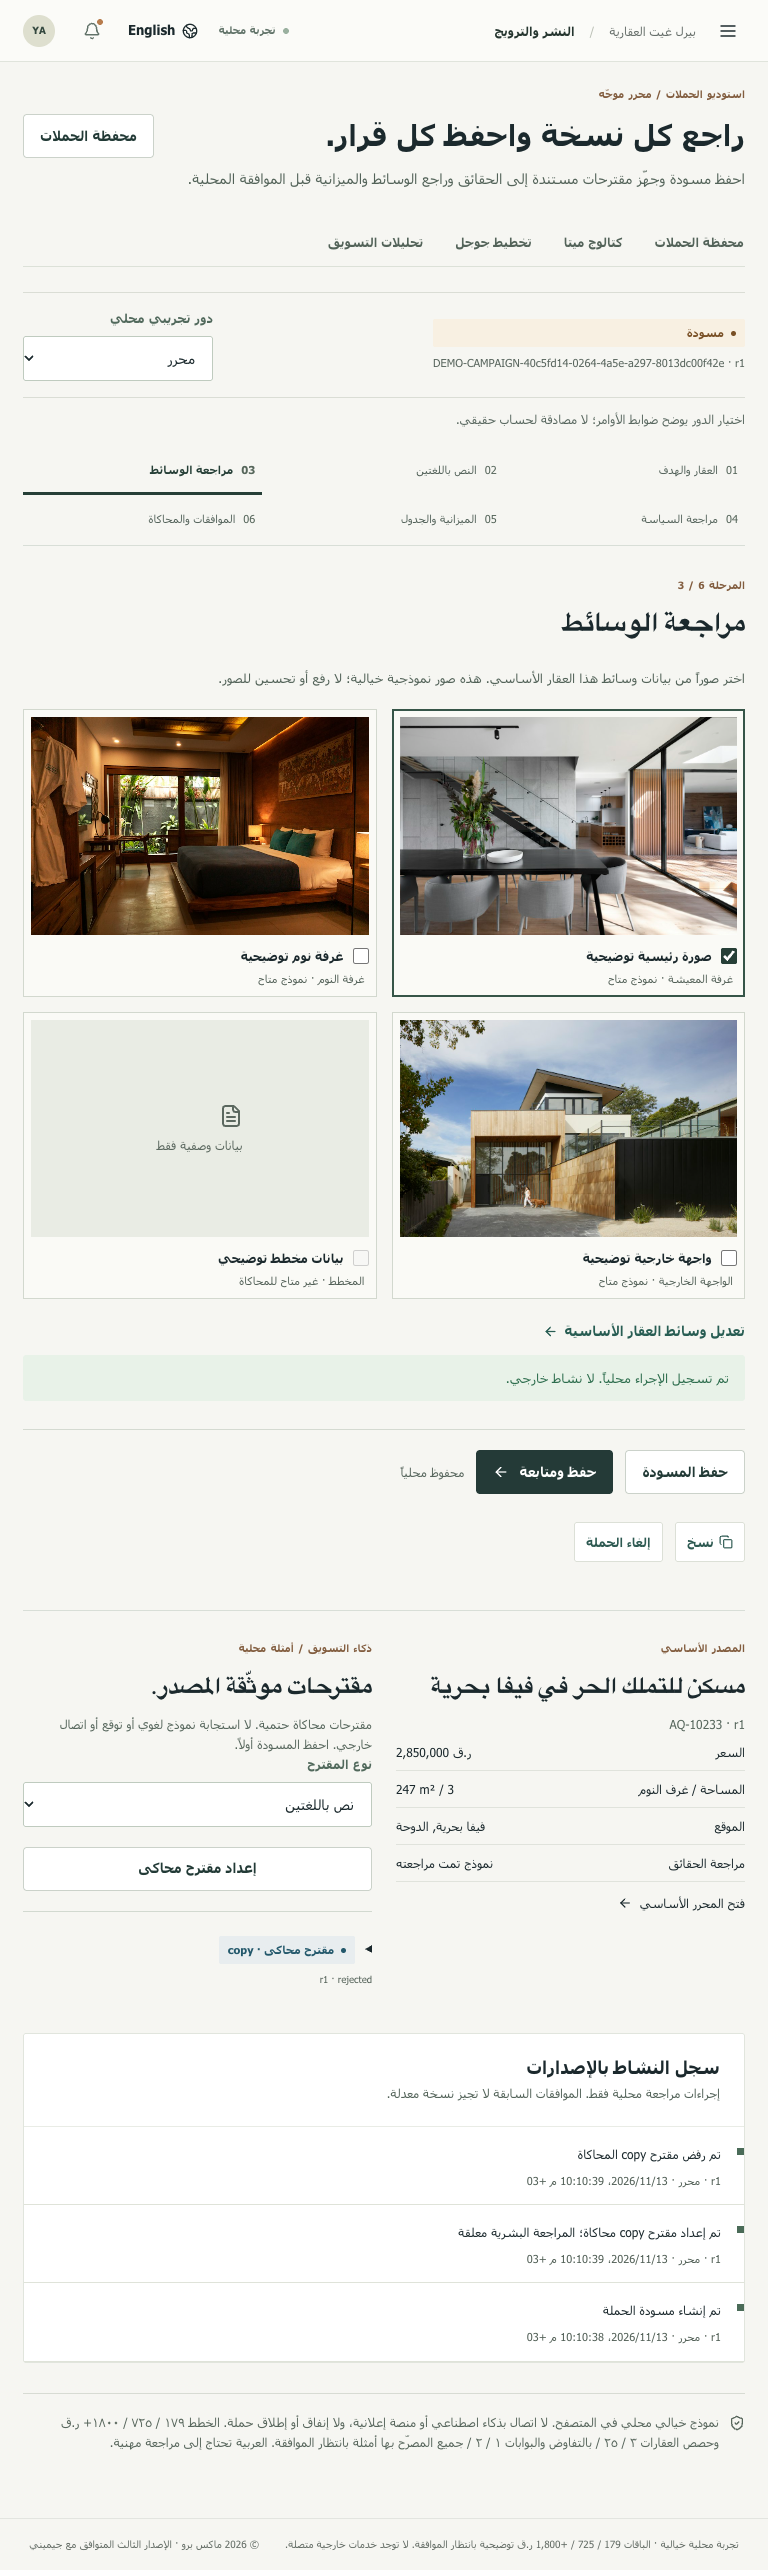 بيرل غيت العقارية / النشر والترويج
تجربة محلية
English
YA
استوديو الحملات / محرر موجّه
راجع كل نسخة واحفظ كل قرار.
محفظة الحملات
احفظ مسودة وجهّز مقترحات مستندة إلى الحقائق وراجع الوسائط والميزانية قبل الموافقة المحلية.
محفظة الحملات
كتالوج ميتا
تخطيط جوجل
تحليلات التسويق
مسودة
DEMO-CAMPAIGN-40c5fd14-0264-4a5e-a297-8013dc00f42e · r1
دور تجريبي محلي
محرر
اختيار الدور يوضح ضوابط الأوامر؛ لا مصادقة لحساب حقيقي.
01 العقار والهدف
02 النص باللغتين
03 مراجعة الوسائط
04 مراجعة السياسة
05 الميزانية والجدول
06 الموافقات والمحاكاة
المرحلة 6 / 3
مراجعة الوسائط
اختر صوراً من بيانات وسائط هذا العقار الأساسي. هذه صور نموذجية خيالية؛ لا رفع أو تحسين للصور.
صورة رئيسية توضيحية
غرفة المعيشة · نموذج متاح
غرفة نوم توضيحية
غرفة النوم · نموذج متاح
واجهة خارجية توضيحية
الواجهة الخارجية · نموذج متاح
بيانات وصفية فقط
بيانات مخطط توضيحي
المخطط · غير متاح للمحاكاة
تعديل وسائط العقار الأساسية
تم تسجيل الإجراء محلياً. لا نشاط خارجي.
حفظ المسودة
حفظ ومتابعة
محفوظ محلياً
نسخ
إلغاء الحملة
المصدر الأساسي
مسكن للتملك الحر في فيفا بحرية
AQ-10233 · r1
السعر
2,850,000 ر.ق
المساحة / غرف النوم
247 m² / 3
الموقع
فيفا بحرية, الدوحة
مراجعة الحقائق
نموذج تمت مراجعته
فتح المحرر الأساسي
ذكاء التسويق / أمثلة محلية
مقترحات موثّقة المصدر.
مقترحات محاكاة حتمية. لا استجابة نموذج لغوي أو توقع أو اتصال
خارجي. احفظ المسودة أولاً.
نوع المقترح
نص باللغتين
إعداد مقترح محاكى
مقترح محاكى · copy
r1 · rejected
سجل النشاط بالإصدارات
إجراءات مراجعة محلية فقط. الموافقات السابقة لا تجيز نسخة معدلة.
تم رفض مقترح copy المحاكاة
r1 · محرر · 2026/11/13، 10:10:39 م +03
تم إعداد مقترح copy محاكاة؛ المراجعة البشرية معلقة
r1 · محرر · 2026/11/13، 10:10:39 م +03
تم إنشاء مسودة الحملة
r1 · محرر · 2026/11/13، 10:10:38 م +03
نموذج خيالي محلي في المتصفح. لا اتصال بذكاء اصطناعي أو منصة إعلانية، ولا إنفاق أو إطلاق حملة. الخطط ١٧٩ / ٧٢٥ / ١٨٠٠+ ر.ق
وحصص العقارات ٣ / ٢٥ / بالتفاوض والبوابات ١ / ٢ / جميع المصرّح بها أمثلة بانتظار الموافقة. العربية تحتاج إلى مراجعة مهنية.
تجربة محلية خيالية · الباقات 179 / 725 / +1,800 ر.ق توضيحية بانتظار الموافقة. لا توجد خدمات خارجية متصلة.
© 2026 ماكس برو · الإصدار الثالث المتوافق مع جيميني